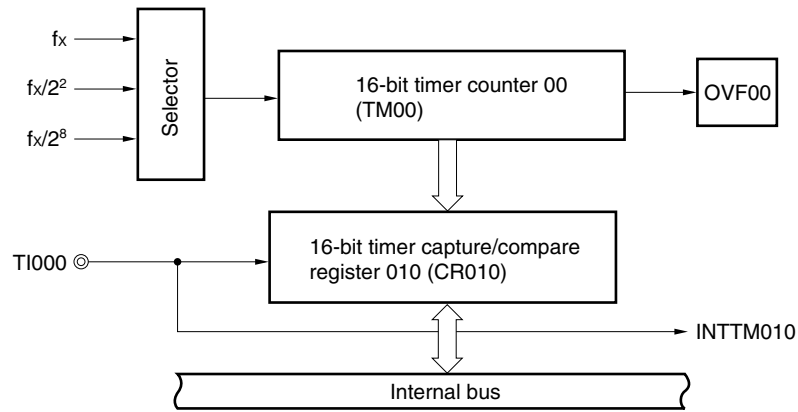 fx
fx/2²
fx/2⁸
Selector
16-bit timer counter 00
(TM00)
OVF00
TI000
16-bit timer capture/compare
register 010 (CR010)
INTTM010
Internal bus